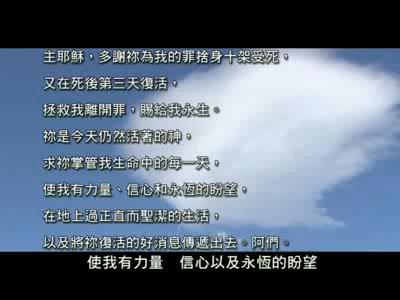 主耶穌，多謝祢為我的罪捨身十架受死，
又在死後第三天復活，
拯救我離開罪，賜給我永生。
祢是今天仍然活著的神，
求祢掌管我生命中的每一天，
使我有力量、信心和永恆的盼望，
在地上過正直而聖潔的生活，
以及將祢復活的好消息傳遞出去。阿們。
使我有力量　信心以及永恆的盼望